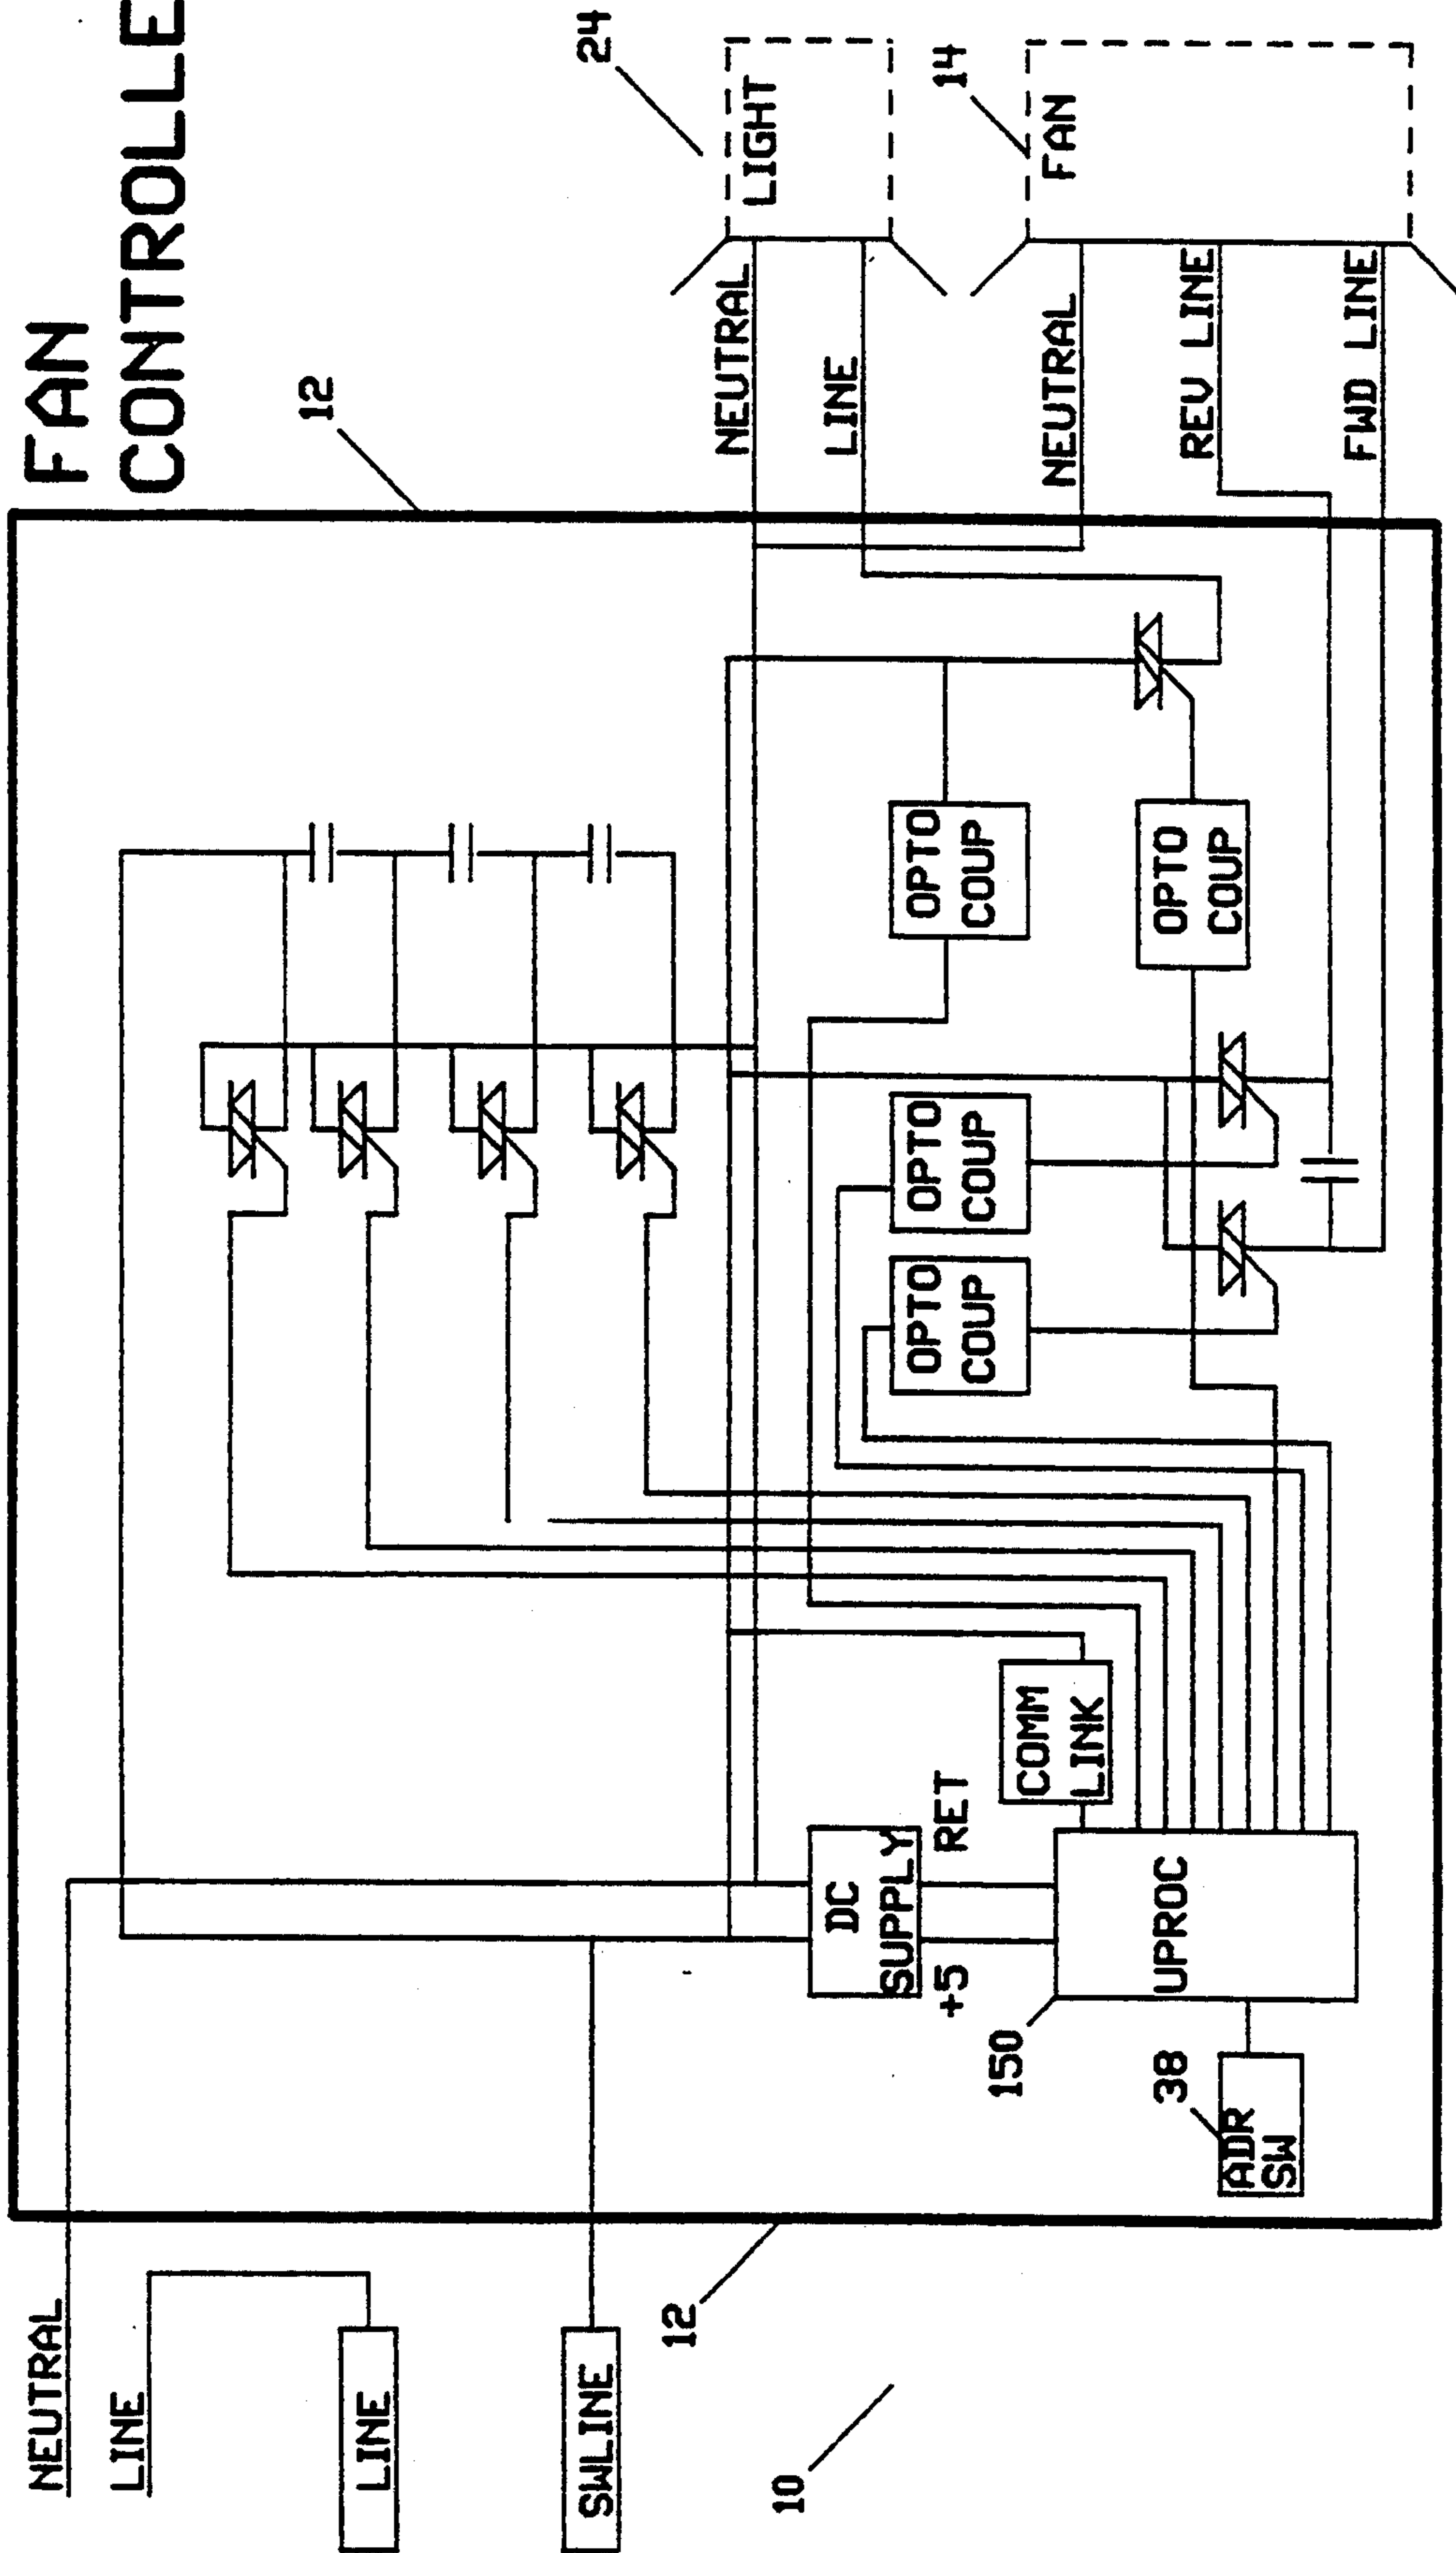 FAN
CONTROLLE
NEUTRAL
LINE
LINE
SWLINE
10
12
12
DC
SUPPLY
+5
RET
150
38
ADR
SW
UPROC
COMM
LINK
OPTO
COUP
OPTO
COUP
OPTO
COUP
OPTO
COUP
NEUTRAL
LINE
NEUTRAL
REV LINE
FWD LINE
24
LIGHT
14
FAN